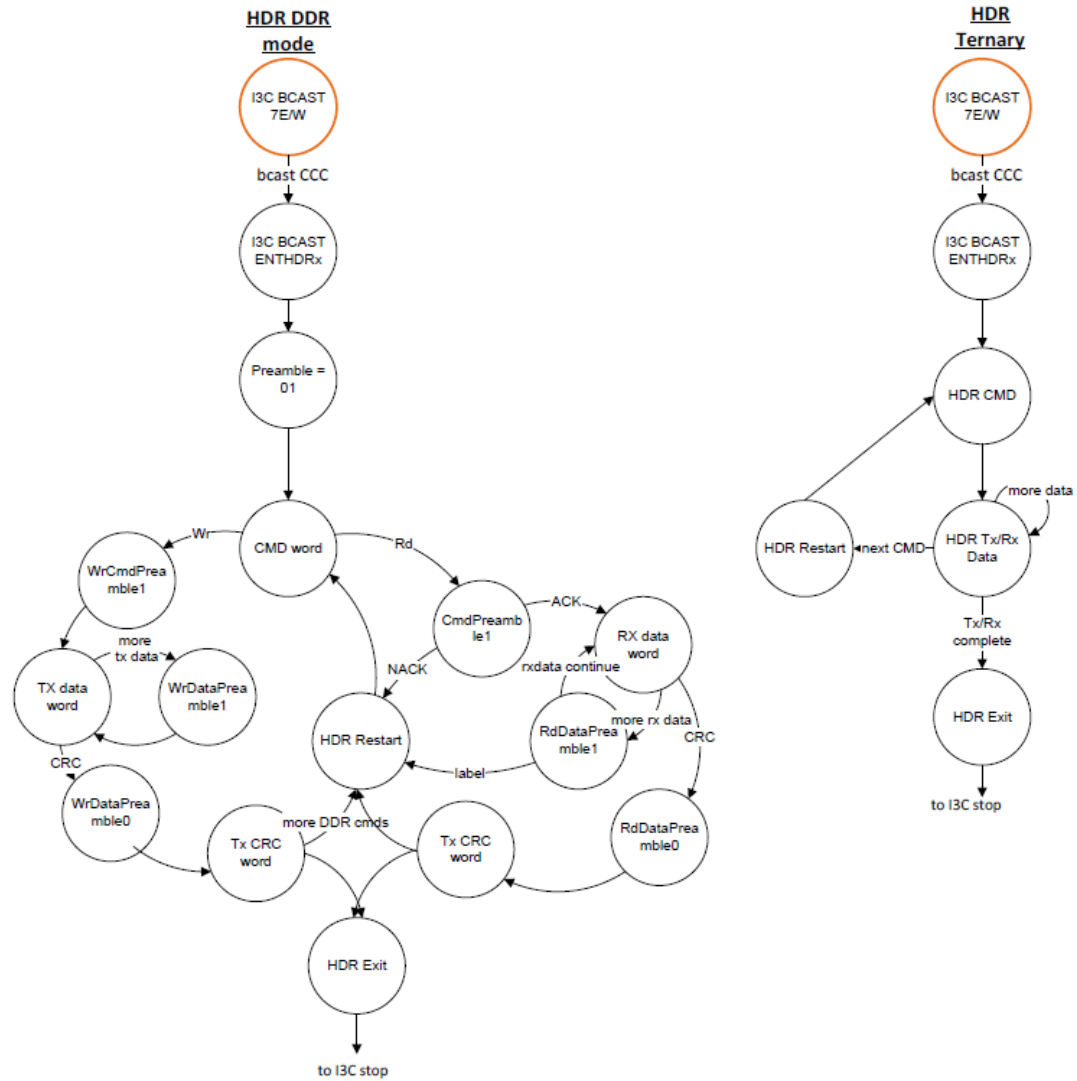 HDR DDR
mode
I3C BCAST
7E/W
bcast CCC
I3C BCAST
ENTHDRx
Preamble =
01
CMD word
Wr
Rd
WrCmdPrea
mble1
CmdPreamb
le1
ACK
RX data
word
NACK
more
tx data
TX data
word
WrDataPrea
mble1
rxdata continue
HDR Restart
RdDataPrea
mble1
more rx data
CRC
label
CRC
WrDataPrea
mble0
more DDR cmds
Tx CRC
word
Tx CRC
word
RdDataPrea
mble0
HDR Exit
to I3C stop
HDR
Ternary
I3C BCAST
7E/W
bcast CCC
I3C BCAST
ENTHDRx
HDR CMD
more data
HDR Restart
next CMD
HDR Tx/Rx
Data
Tx/Rx
complete
HDR Exit
to I3C stop